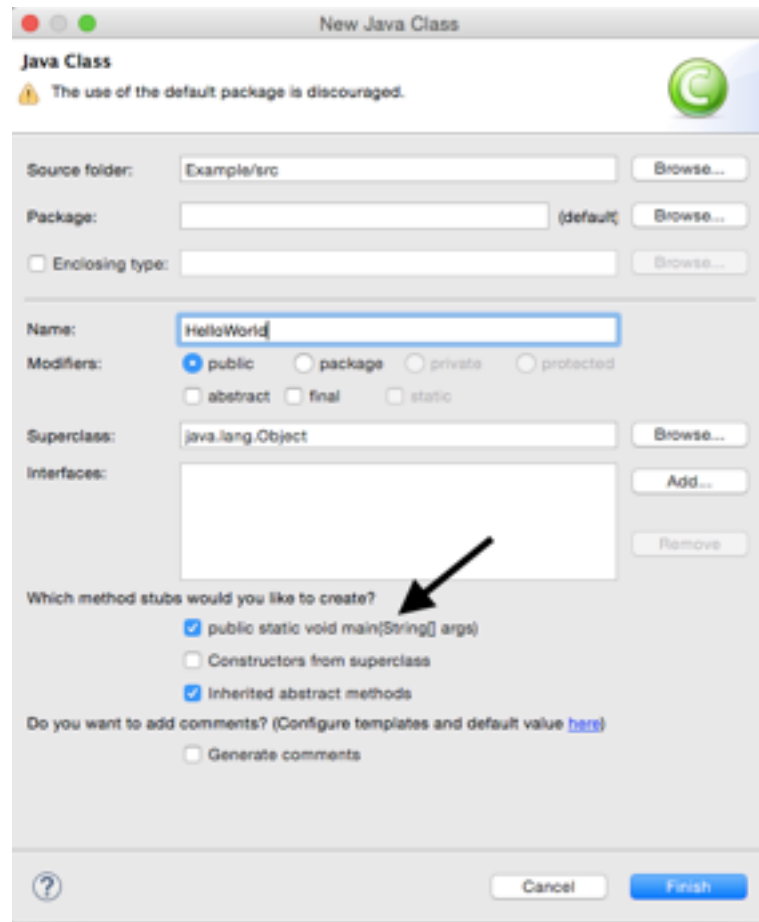 New Java Class
Java Class
The use of the default package is discouraged.
C
Source folder: Example/src Browse...
Package: (default) Browse...
Enclosing type: Browse...
Name: HelloWorld
Modifiers: public package private protected
abstract final static
Superclass: java.lang.Object Browse...
Interfaces: Add...
Remove
Which method stubs would you like to create?
public static void main(String[] args)
Constructors from superclass
Inherited abstract methods
Do you want to add comments? (Configure templates and default value here)
Generate comments
? Cancel Finish